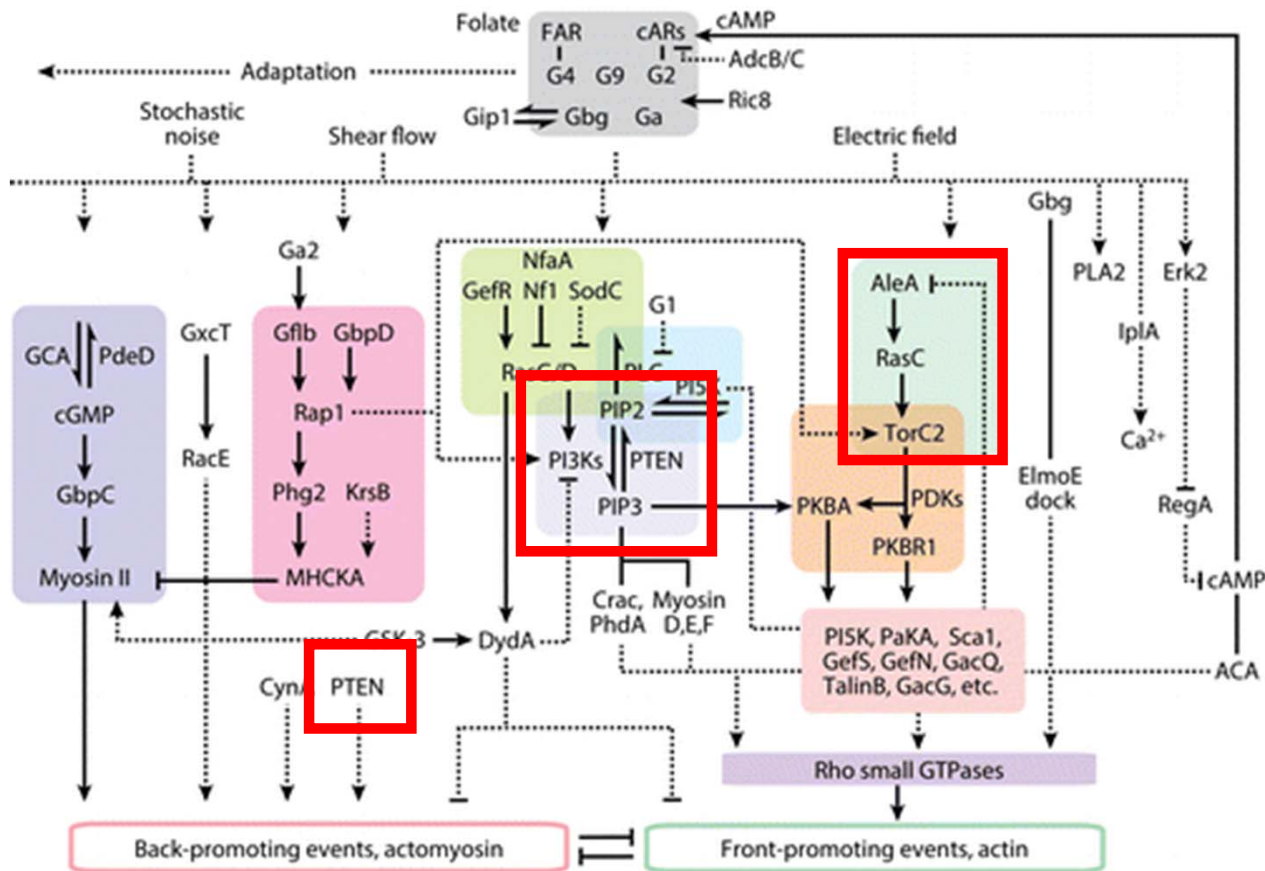 Folate
FAR
cARs
cAMP
G4
G9
G2
AdcB/C
Adaptation
Gip1
Gbg
Ga
Ric8
Stochastic
noise
Shear flow
Electric field
Ga2
NfaA
GefR
Nf1
SodC
G1
AleA
Gbg
PLA2
Erk2
GCA
PdeD
GxcT
Gflb
GbpD
RasC
IplA
PI5K
cGMP
Rap1
PIP2
TorC2
Ca2+
RacE
PI3Ks
PTEN
GbpC
Phg2
KrsB
PIP3
PKBA
PDKs
ElmoE
dock
RegA
PKBR1
Myosin II
MHCKA
cAMP
Crac,
PhdA
Myosin
D,E,F
GSK-3
DydA
PI5K, PaKA, Sca1,
GefS, GefN, GacQ,
TalinB, GacG, etc.
ACA
CynA
PTEN
Rho small GTPases
Back-promoting events, actomyosin
Front-promoting events, actin